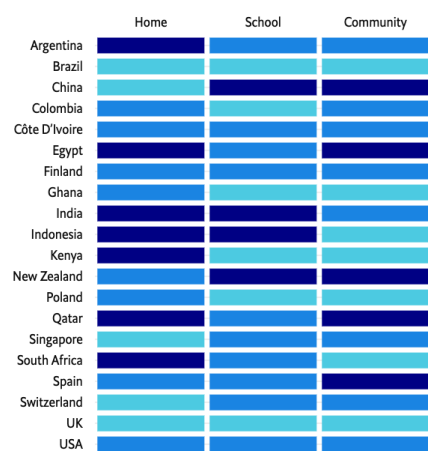 Home School Community
Argentina
Brazil
China
Colombia
Côte D'Ivoire
Egypt
Finland
Ghana
India
Indonesia
Kenya
New Zealand
Poland
Qatar
Singapore
South Africa
Spain
Switzerland
UK
USA